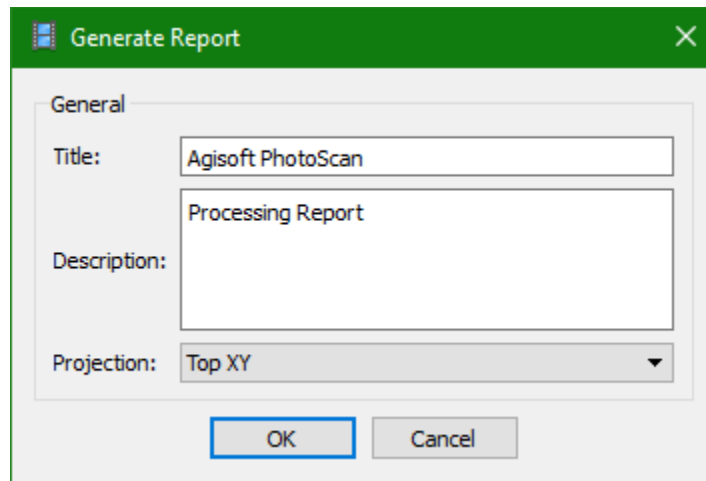 Generate Report
General
Title: Agisoft PhotoScan
Processing Report
Description:
Projection: Top XY
OK Cancel